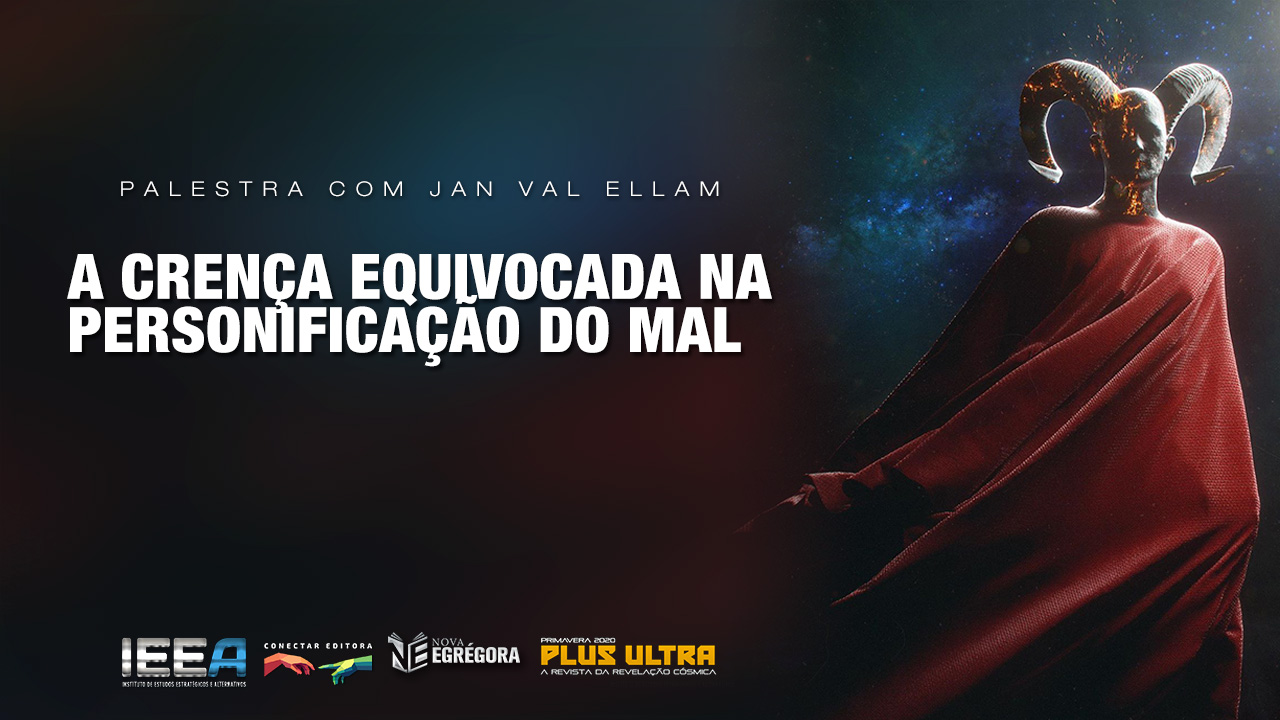 PALESTRA COM JAN VAL ELLAM
A CRENÇA EQUIVOCADA NA
PERSONIFICAÇÃO DO MAL
IEEA
INSTITUTO DE ESTUDOS ESTRATÉGICOS E ALTERNATIVOS
CONECTAR EDITORA
NOVA
EGRÉGORA
PRIMAVERA 2020
PLUS ULTRA
A REVISTA DA REVELAÇÃO CÓSMICA